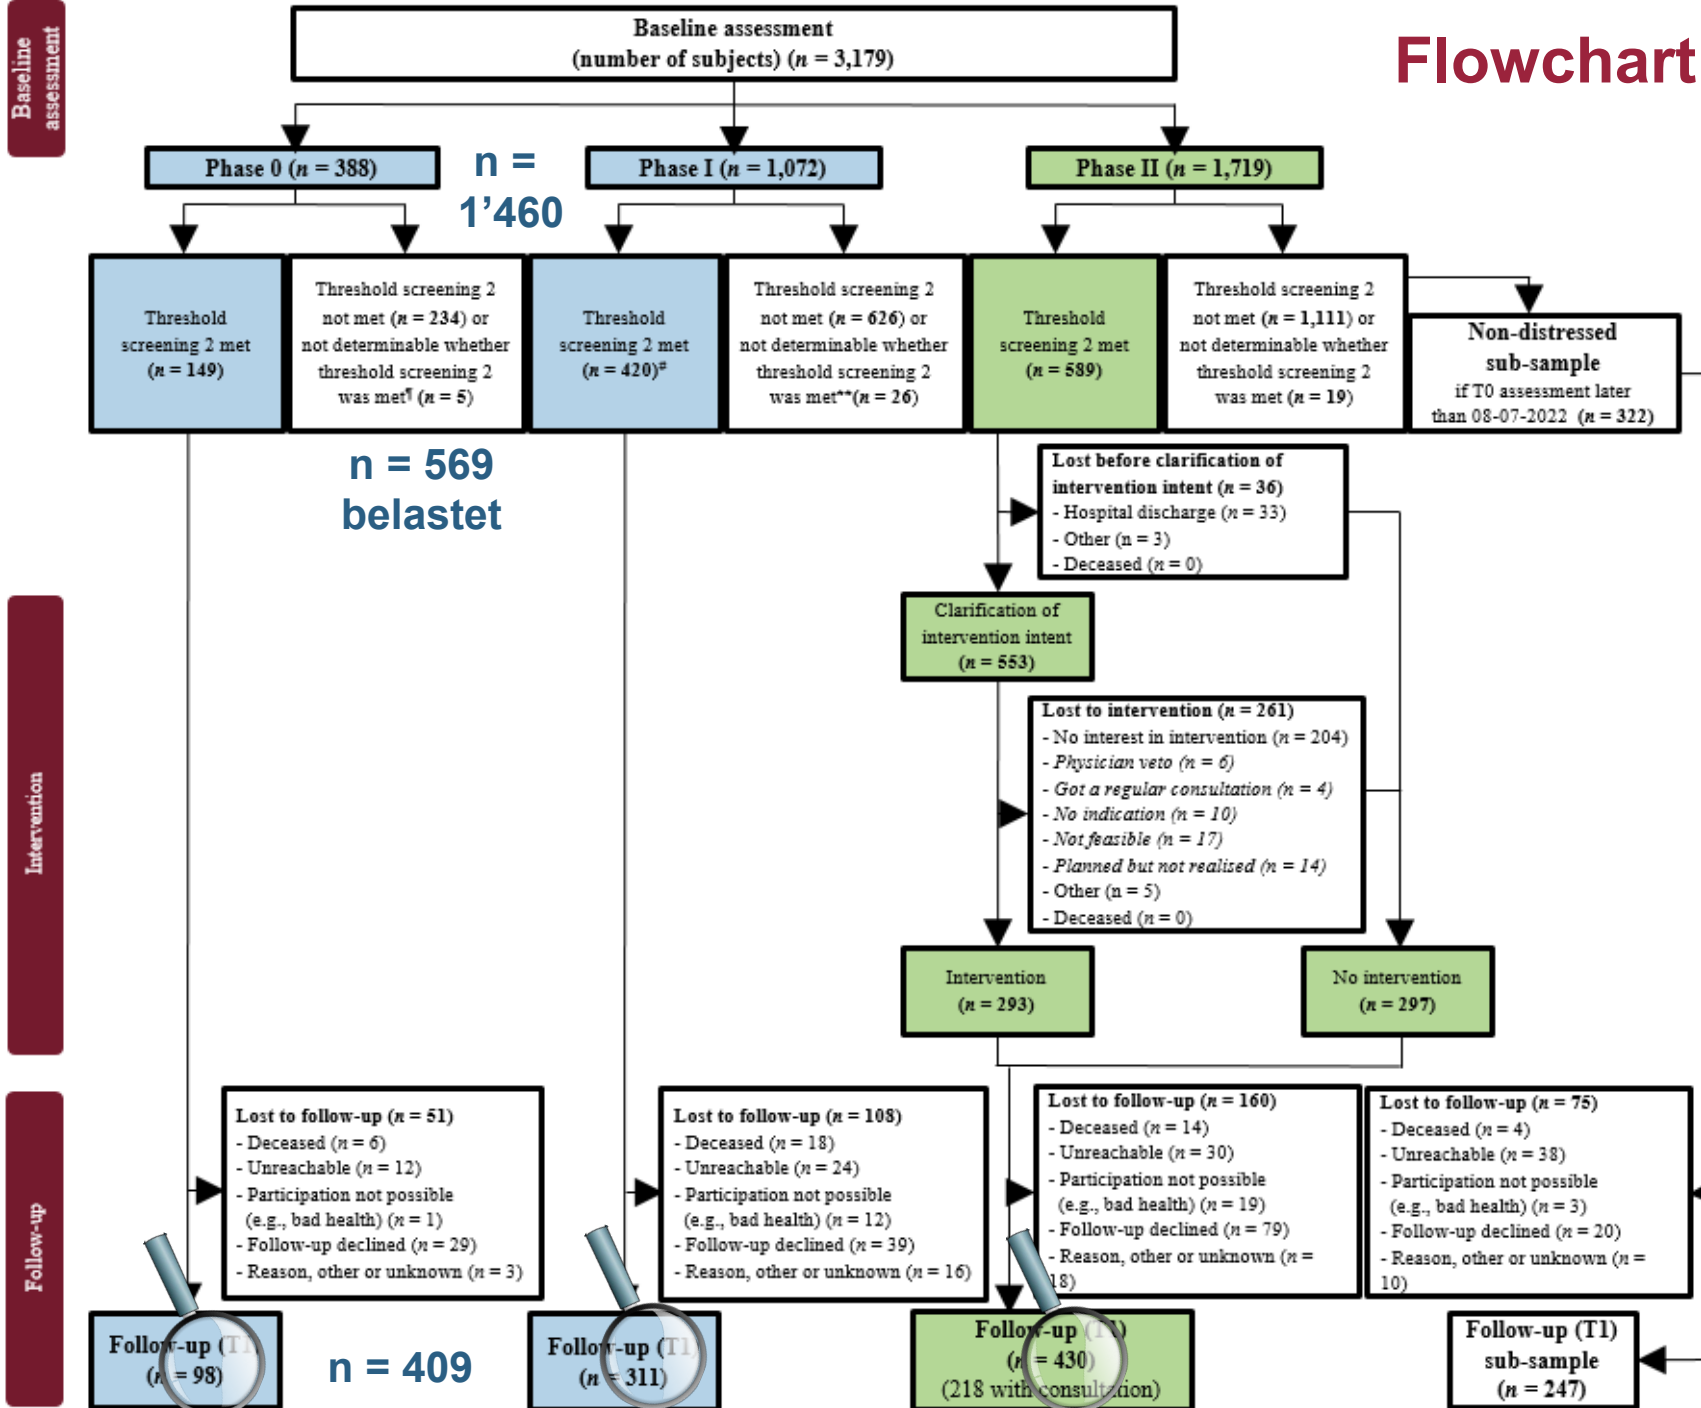 Flowchart
Baseline
assessment
Baseline assessment
(number of subjects) (n = 3,179)
Phase 0 (n = 388)
n =
1’460
Phase I (n = 1,072)
Phase II (n = 1,719)
Threshold
screening 2 met
(n = 149)
Threshold screening 2
not met (n = 234) or
not determinable whether
threshold screening 2
was met¶ (n = 5)
Threshold
screening 2 met
(n = 420)#
Threshold screening 2
not met (n = 626) or
not determinable whether
threshold screening 2
was met**(n = 26)
Threshold
screening 2 met
(n = 589)
Threshold screening 2
not met (n = 1,111) or
not determinable whether
threshold screening 2
was met (n = 19)
Non-distressed
sub-sample
if T0 assessment later
than 08-07-2022 (n = 322)
n = 569
belastet
Lost before clarification of
intervention intent (n = 36)
- Hospital discharge (n = 33)
- Other (n = 3)
- Deceased (n = 0)
Intervention
Clarification of
intervention intent
(n = 553)
Lost to intervention (n = 261)
- No interest in intervention (n = 204)
- Physician veto (n = 6)
- Got a regular consultation (n = 4)
- No indication (n = 10)
- Not feasible (n = 17)
- Planned but not realised (n = 14)
- Other (n = 5)
- Deceased (n = 0)
Intervention
(n = 293)
No intervention
(n = 297)
Follow-up
Lost to follow-up (n = 51)
- Deceased (n = 6)
- Unreachable (n = 12)
- Participation not possible
(e.g., bad health) (n = 1)
- Follow-up declined (n = 29)
- Reason, other or unknown (n = 3)
Lost to follow-up (n = 108)
- Deceased (n = 18)
- Unreachable (n = 24)
- Participation not possible
(e.g., bad health) (n = 12)
- Follow-up declined (n = 39)
- Reason, other or unknown (n = 16)
Lost to follow-up (n = 160)
- Deceased (n = 14)
- Unreachable (n = 30)
- Participation not possible
(e.g., bad health) (n = 19)
- Follow-up declined (n = 79)
- Reason, other or unknown (n =
18)
Lost to follow-up (n = 75)
- Deceased (n = 4)
- Unreachable (n = 38)
- Participation not possible
(e.g., bad health) (n = 3)
- Follow-up declined (n = 20)
- Reason, other or unknown (n =
10)
Follow-up (T1)
(n = 98)
n = 409
Follow-up (T1)
(n = 311)
Follow-up (T1)
(n = 430)
(218 with consultation)
Follow-up (T1)
sub-sample
(n = 247)